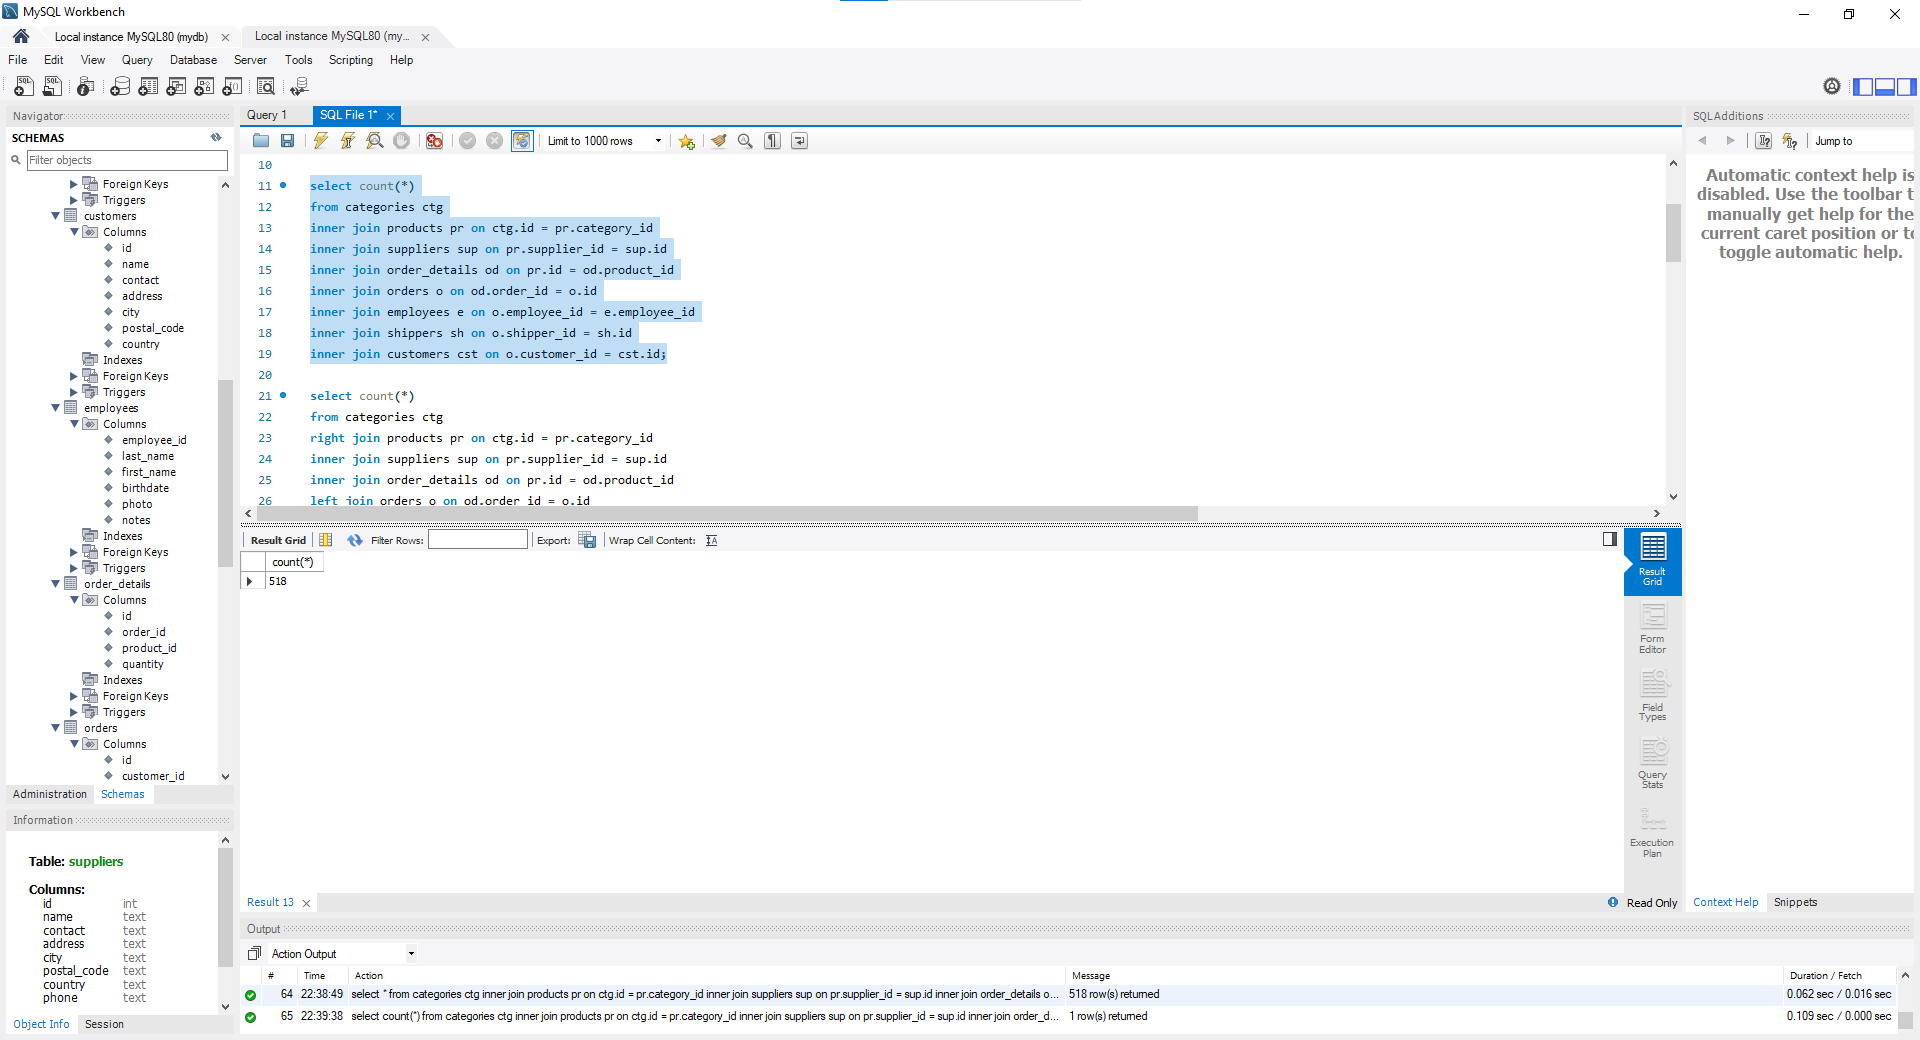 MySQL Workbench
Local instance MySQL80 (mydb)
Local instance MySQL80 (my...
File Edit View Query Database Server Tools Scripting Help
Navigator
SCHEMAS
Filter objects
Foreign Keys
Triggers
customers
Columns
id
name
contact
address
city
postal_code
country
Indexes
Foreign Keys
Triggers
employees
Columns
employee_id
last_name
first_name
birthdate
photo
notes
Indexes
Foreign Keys
Triggers
order_details
Columns
id
order_id
product_id
quantity
Indexes
Foreign Keys
Triggers
orders
Columns
id
customer_id
Administration Schemas
Information
Table: suppliers
Columns:
id int
name text
contact text
address text
city text
postal_code text
country text
phone text
Object Info Session
Query 1
SQL File 1*
Limit to 1000 rows
10
11 select count(*)
12 from categories ctg
13 inner join products pr on ctg.id = pr.category_id
14 inner join suppliers sup on pr.supplier_id = sup.id
15 inner join order_details od on pr.id = od.product_id
16 inner join orders o on od.order_id = o.id
17 inner join employees e on o.employee_id = e.employee_id
18 inner join shippers sh on o.shipper_id = sh.id
19 inner join customers cst on o.customer_id = cst.id;
20
21 select count(*)
22 from categories ctg
23 right join products pr on ctg.id = pr.category_id
24 inner join suppliers sup on pr.supplier_id = sup.id
25 inner join order_details od on pr.id = od.product_id
26 left join orders o on od.order_id = o.id
Result Grid Filter Rows: Export: Wrap Cell Content:
count(*)
518
Result
Grid
Form
Editor
Field
Types
Query
Stats
Execution
Plan
Result 13
Read Only
SQLAdditions
Jump to
Automatic context help is
disabled. Use the toolbar t
manually get help for the
current caret position or to
toggle automatic help.
Context Help Snippets
Output
Action Output
# Time Action Message Duration / Fetch
64 22:38:49 select * from categories ctg inner join products pr on ctg.id = pr.category_id inner join suppliers sup on pr.supplier_id = sup.id inner join order_details o... 518 row(s) returned 0.062 sec / 0.016 sec
65 22:39:38 select count(*) from categories ctg inner join products pr on ctg.id = pr.category_id inner join suppliers sup on pr.supplier_id = sup.id inner join order_d... 1 row(s) returned 0.109 sec / 0.000 sec